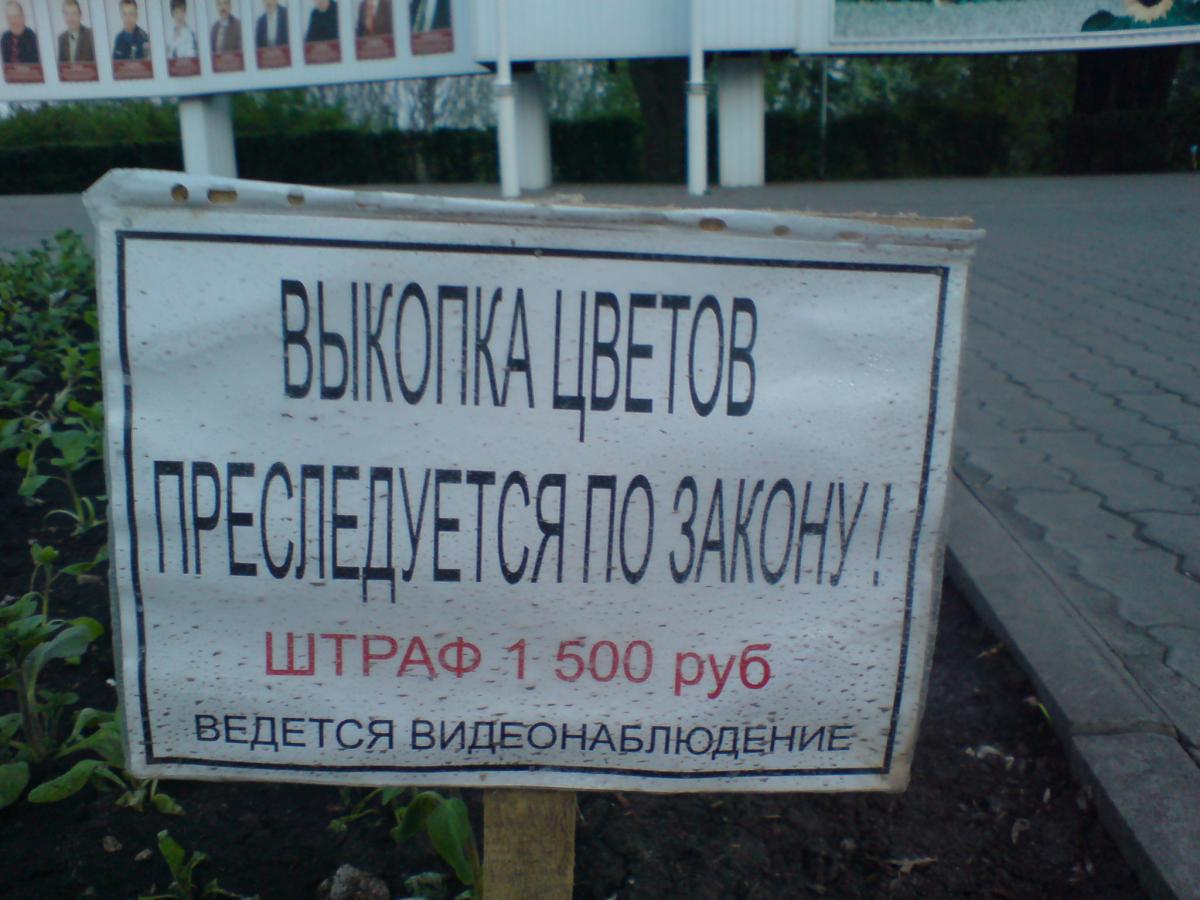 ВЫКОПКА ЦВЕТОВ
ПРЕСЛЕДУЕТСЯ ПО ЗАКОНУ !
ШТРАФ 1 500 руб
ВЕДЕТСЯ ВИДЕОНАБЛЮДЕНИЕ